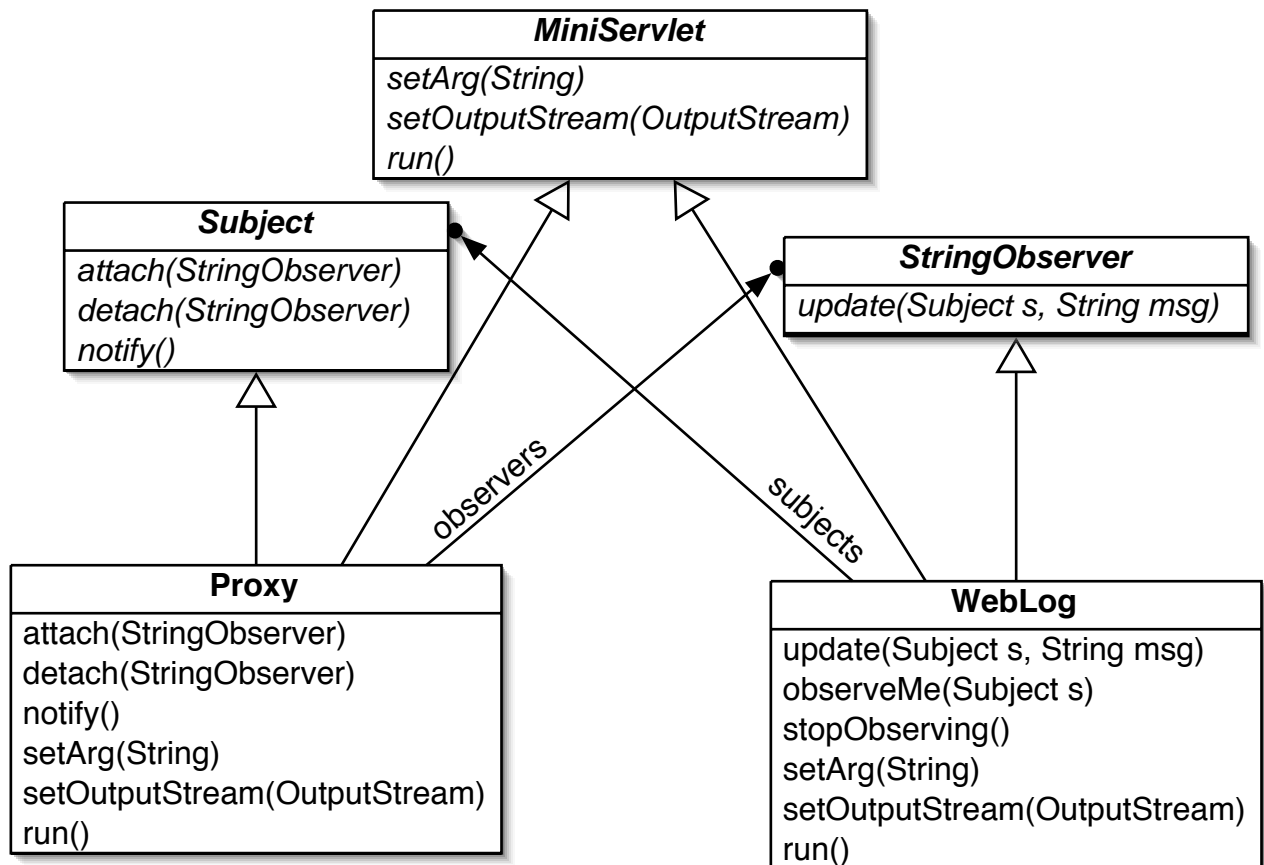 MiniServlet
setArg(String)
setOutputStream(OutputStream)
run()
Subject
attach(StringObserver)
detach(StringObserver)
notify()
StringObserver
update(Subject s, String msg)
observers
subjects
Proxy
attach(StringObserver)
detach(StringObserver)
notify()
setArg(String)
setOutputStream(OutputStream)
run()
WebLog
update(Subject s, String msg)
observeMe(Subject s)
stopObserving()
setArg(String)
setOutputStream(OutputStream)
run()